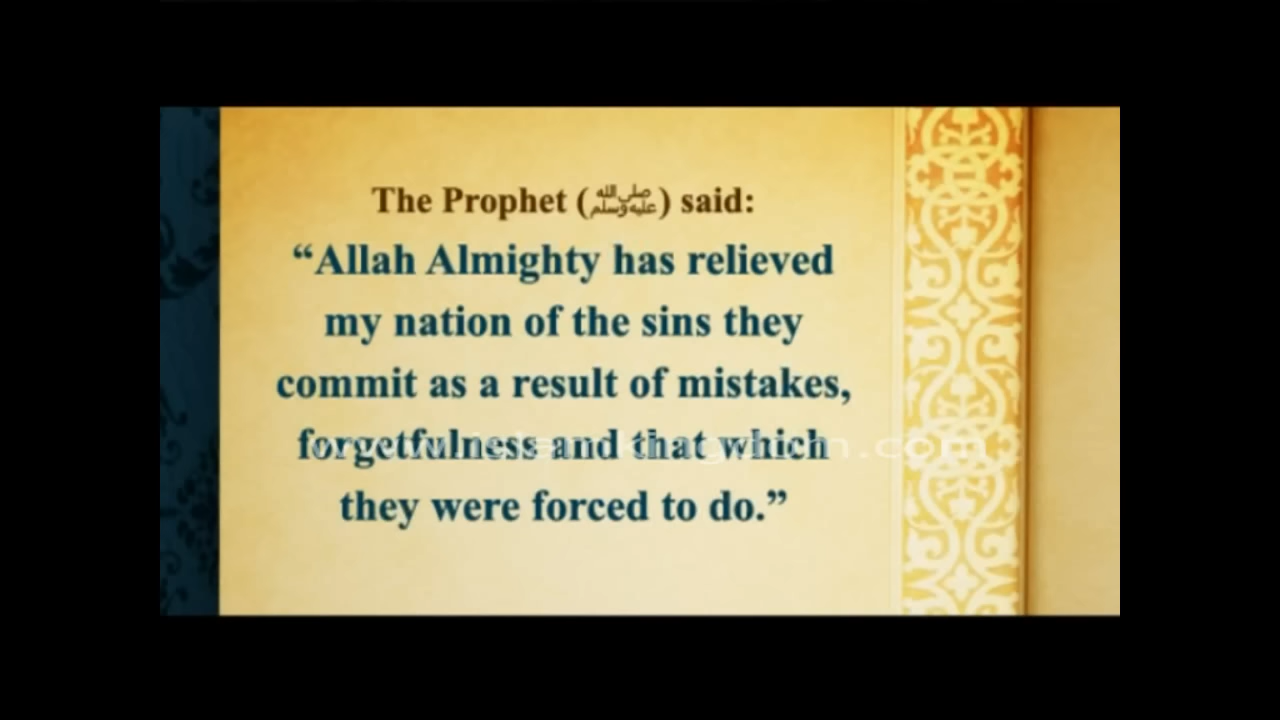 The Prophet (ﷺ) said:
“Allah Almighty has relieved
my nation of the sins they
commit as a result of mistakes,
forgetfulness and that which
they were forced to do.”